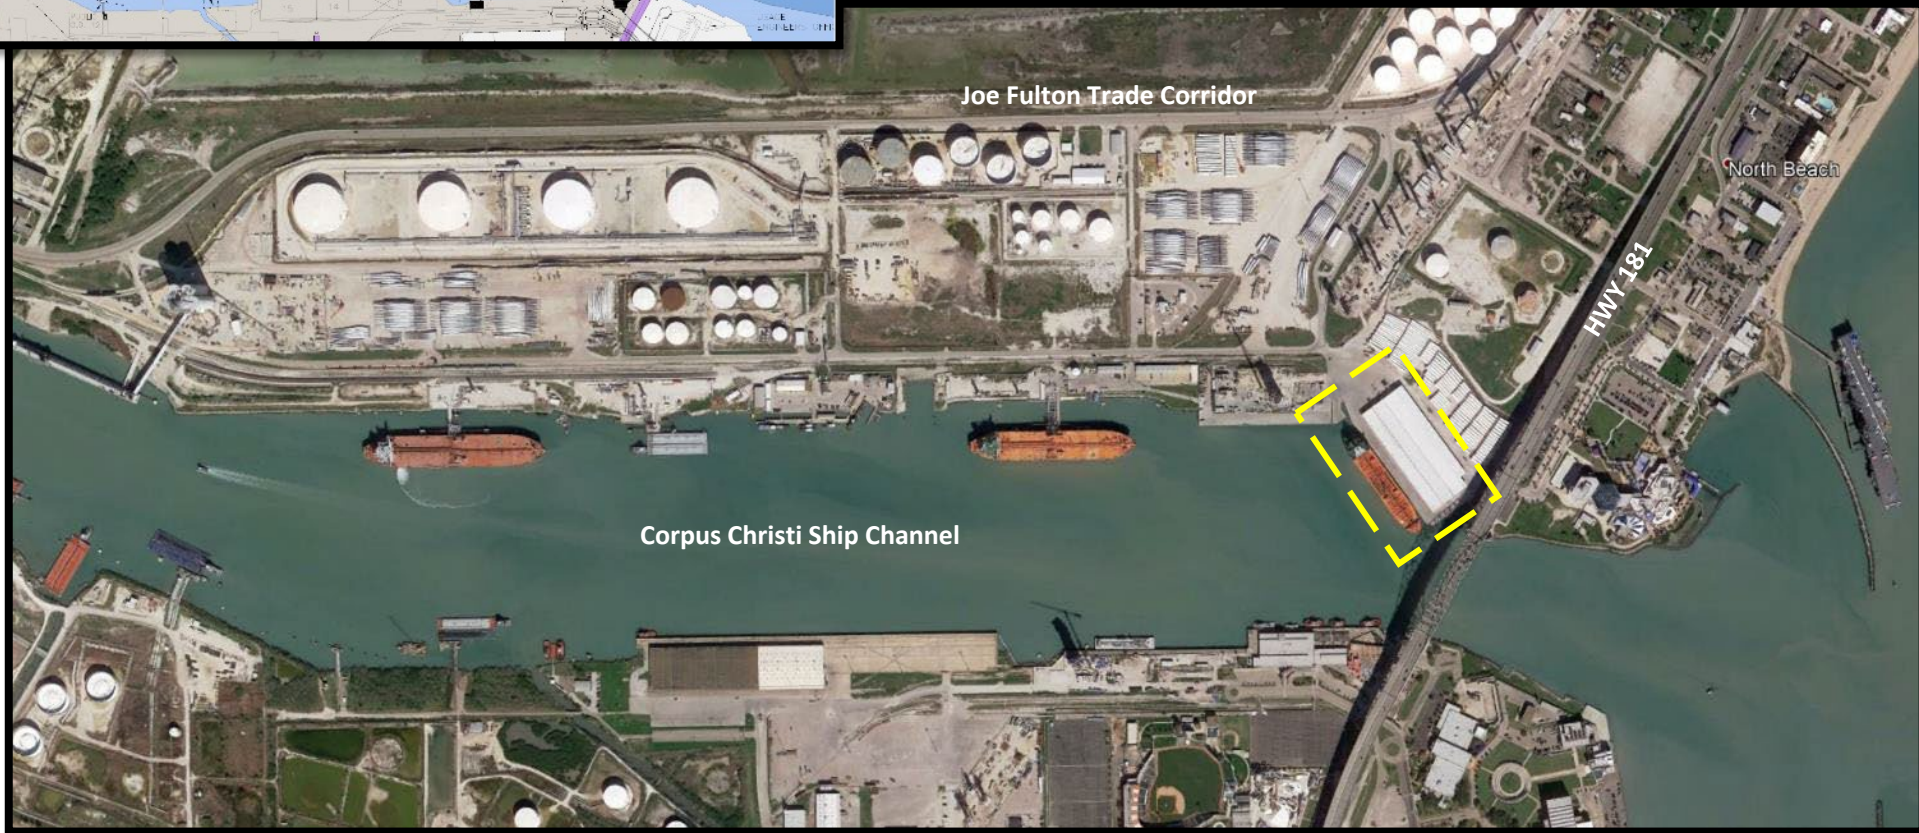 Joe Fulton Trade Corridor
North Beach
HWY 181
Corpus Christi Ship Channel